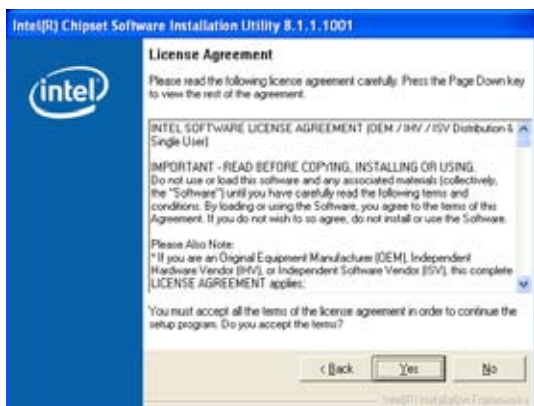 Intel(R) Chipset Software Installation Utility 8.1.1.1001
intel
License Agreement
Please read the following license agreement carefully. Press the Page Down key
to view the rest of the agreement.
INTEL SOFTWARE LICENSE AGREEMENT (OEM / IHV / ISV Distribution &
Single User)
IMPORTANT - READ BEFORE COPYING, INSTALLING OR USING.
Do not use or load this software and any associated materials (collectively,
the "Software") until you have carefully read the following terms and
conditions. By loading or using the Software, you agree to the terms of this
Agreement. If you do not wish to so agree, do not install or use the Software.
Please Also Note:
* If you are an Original Equipment Manufacturer (OEM), Independent
Hardware Vendor (IHV), or Independent Software Vendor (ISV), this complete
LICENSE AGREEMENT applies;
You must accept all the terms of the license agreement in order to continue the
setup program. Do you accept the terms?
< Back Yes No
Intel(R) Installation Frameworks